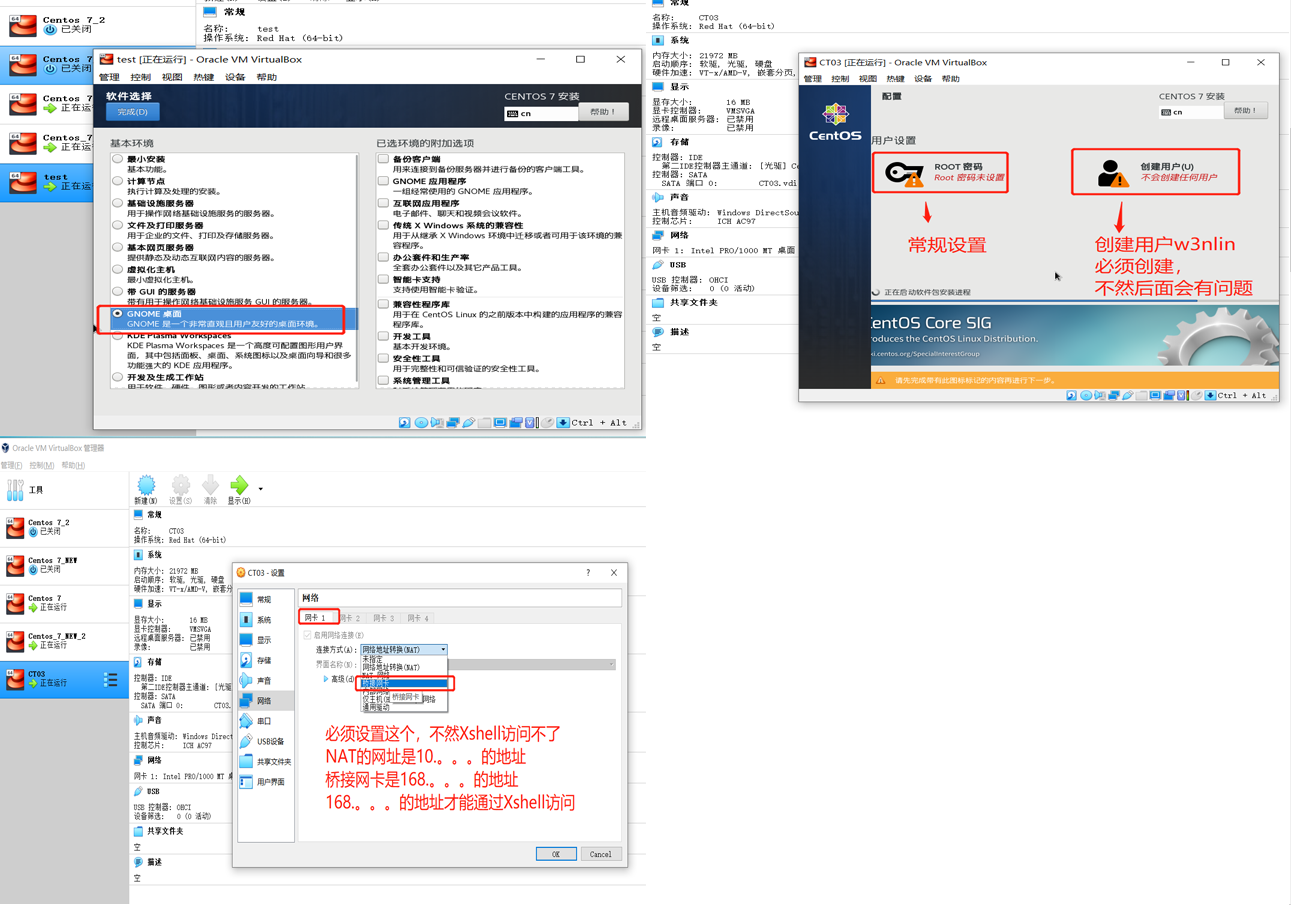 Centos 7_2
已关闭
Centos 7
已关闭
Centos 7
正在运
Centos_7
正在运
test
正在运
常规
名称: test
操作系统: Red Hat (64-bit)
test [正在运行] - Oracle VM VirtualBox
管理 控制 视图 热键 设备 帮助
软件选择
完成(D)
CENTOS 7 安装
cn
帮助！
基本环境
最小安装
基本功能。
计算节点
执行计算及处理的安装。
基础设施服务器
用于操作网络基础设施服务的服务器。
文件及打印服务器
用于企业的文件、打印及存储服务器。
基本网页服务器
提供静态及动态互联网内容的服务器。
虚拟化主机
最小虚拟化主机。
带 GUI 的服务器
带有用于操作网络基础设施服务 GUI 的服务器。
GNOME 桌面
GNOME 是一个非常直观且用户友好的桌面环境。
KDE Plasma Workspaces
KDE Plasma Workspaces 是一个高度可配置图形用户界
面，其中包括面板、桌面、系统图标以及桌面向导和很多
功能强大的 KDE 应用程序。
开发及生成工作站
用于软件、硬件、图形或者内容开发的工作站。
已选环境的附加选项
备份客户端
用来连接到备份服务器并进行备份的客户端工具。
GNOME 应用程序
一组经常使用的 GNOME 应用程序。
互联网应用程序
电子邮件、聊天和视频会议软件。
传统 X Windows 系统的兼容性
用于从继承 X Windows 环境中迁移或者可用于该环境的兼
容程序。
办公套件和生产率
全套办公套件以及其它产品工具。
智能卡支持
支持使用智能卡验证。
兼容性程序库
用于在 CentOS Linux 的之前版本中构建的应用程序的兼容
程序库。
开发工具
基本开发环境。
安全性工具
用于完整性和可信验证的安全性工具。
系统管理工具
Ctrl + Alt
常规
名称: CT03
操作系统: Red Hat (64-bit)
系统
内存大小: 21972 MB
启动顺序: 软驱, 光驱, 硬盘
硬件加速: VT-x/AMD-V, 嵌套分页,
显示
显存大小: 16 MB
显卡控制器: VMSVGA
远程桌面服务器: 已禁用
录像: 已禁用
存储
控制器: IDE
第二IDE控制器主通道: [光驱] Ce
控制器: SATA
SATA 端口 0: CT03.vdi
声音
主机音频驱动: Windows DirectSou
控制芯片: ICH AC97
网络
网卡 1: Intel PRO/1000 MT 桌面
USB
USB 控制器: OHCI
设备筛选: 0 (0 活动)
共享文件夹
空
描述
空
CT03 [正在运行] - Oracle VM VirtualBox
管理 控制 视图 热键 设备 帮助
CentOS
配置
CENTOS 7 安装
cn
帮助！
用户设置
ROOT 密码
Root 密码未设置
创建用户(U)
不会创建任何用户
常规设置
创建用户w3nlin
必须创建，
不然后面会有问题
正在启动软件包安装进程
entOS Core SIG
roduces the CentOS Linux Distribution.
ki.centos.org/SpecialInterestGroup
请先完成带有此图标标记的内容再进行下一步。
Ctrl + Alt
Oracle VM VirtualBox 管理器
管理(F) 控制(M) 帮助(H)
工具
新建(N) 设置(S) 清除 显示(H)
Centos 7_2
已关闭
Centos 7_NEW
已关闭
Centos 7
正在运行
Centos_7_NEW_2
正在运行
CT03
正在运行
常规
名称: CT03
操作系统: Red Hat (64-bit)
系统
内存大小: 21972 MB
启动顺序: 软驱, 光驱, 硬盘
硬件加速: VT-x/AMD-V, 嵌套分
显示
显存大小: 16 MB
显卡控制器: VMSVGA
远程桌面服务器: 已禁用
录像: 已禁用
存储
控制器: IDE
第二IDE控制器主通道: [光驱
控制器: SATA
SATA 端口 0: CT03.
声音
主机音频驱动: Windows Direct
控制芯片: ICH AC97
网络
网卡 1: Intel PRO/1000 MT 桌
USB
USB 控制器: OHCI
设备筛选: 0 (0 活动)
共享文件夹
空
描述
空
CT03 - 设置
常规
系统
显示
存储
声音
网络
串口
USB设备
共享文件夹
用户界面
网络
网卡 1 网卡 2 网卡 3 网卡 4
启用网络连接(E)
连接方式(A): 网络地址转换(NAT)
界面名称(N):
高级(d)
未指定
网络地址转换(NAT)
NAT 网络
桥接网卡
内部网络
仅主机(H 网络
桥接网卡
通用驱动
必须设置这个，不然Xshell访问不了
NAT的网址是10.。。。的地址
桥接网卡是168.。。。的地址
168.。。。的地址才能通过Xshell访问
OK Cancel